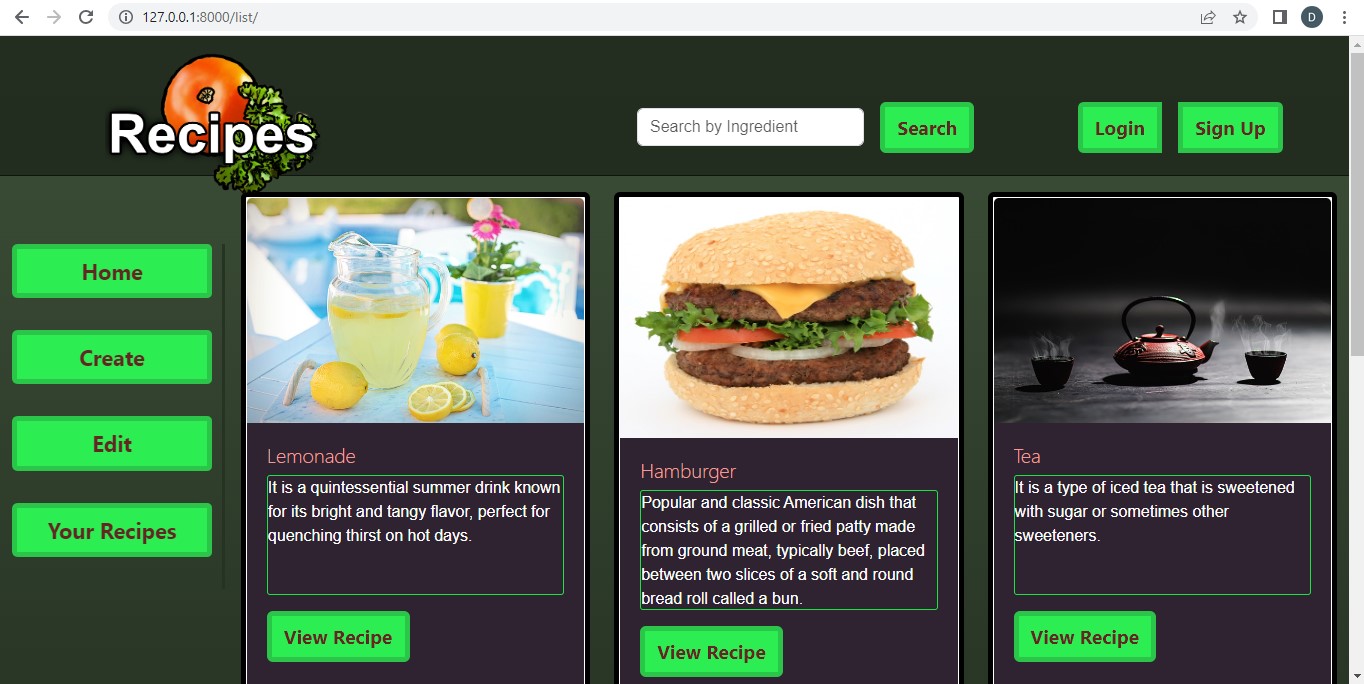 127.0.0.1:8000/list/
D
Recipes
Search by Ingredient
Search
Login
Sign Up
Home
Create
Edit
Your Recipes
Lemonade
It is a quintessential summer drink known
for its bright and tangy flavor, perfect for
quenching thirst on hot days.
View Recipe
Hamburger
Popular and classic American dish that
consists of a grilled or fried patty made
from ground meat, typically beef, placed
between two slices of a soft and round
bread roll called a bun.
View Recipe
Tea
It is a type of iced tea that is sweetened
with sugar or sometimes other
sweeteners.
View Recipe